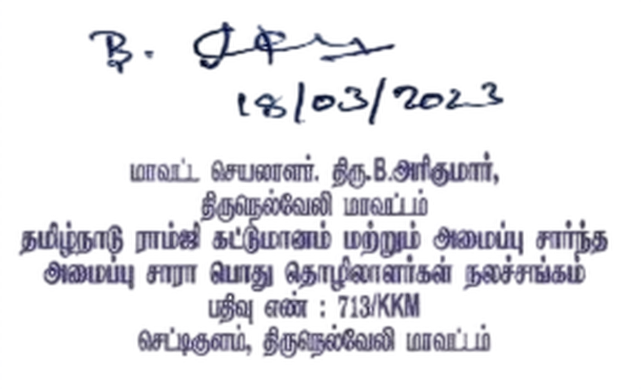 B.
18/03/2023
மாவட்ட செயலாளர். திரு.B.அரிகுமார்,
திருநெல்வேலி மாவட்டம்
தமிழ்நாடு ராம்ஜி கட்டுமானம் மற்றும் அமைப்பு சார்ந்த
அமைப்பு சாரா பொது தொழிலாளர்கள் நலச்சங்கம்
பதிவு எண் : 713/KKM
செட்டிகுளம், திருநெல்வேலி மாவட்டம்